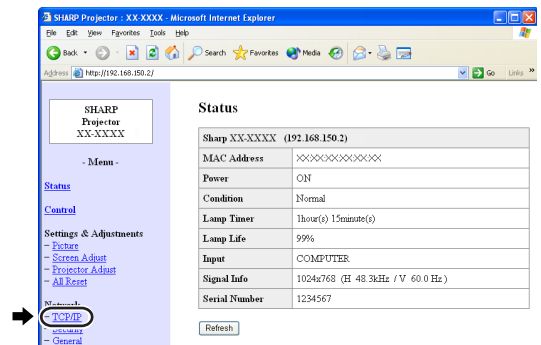 SHARP Projector : XX-XXXX - Microsoft Internet Explorer
File Edit View Favorites Tools Help
Back Search Favorites Media
Address http://192.168.150.2/ Go Links »
SHARP
Projector
XX-XXXX
- Menu -
Status
Control
Settings & Adjustments
– Picture
– Screen Adjust
– Projector Adjust
– All Reset
Network
– TCP/IP
– Security
– General
Status
Sharp XX-XXXX (192.168.150.2)
MAC Address XXXXXXXXXXXX
Power ON
Condition Normal
Lamp Timer 1hour(s) 15minute(s)
Lamp Life 99%
Input COMPUTER
Signal Info 1024x768 (H 48.3kHz / V 60.0 Hz )
Serial Number 1234567
Refresh